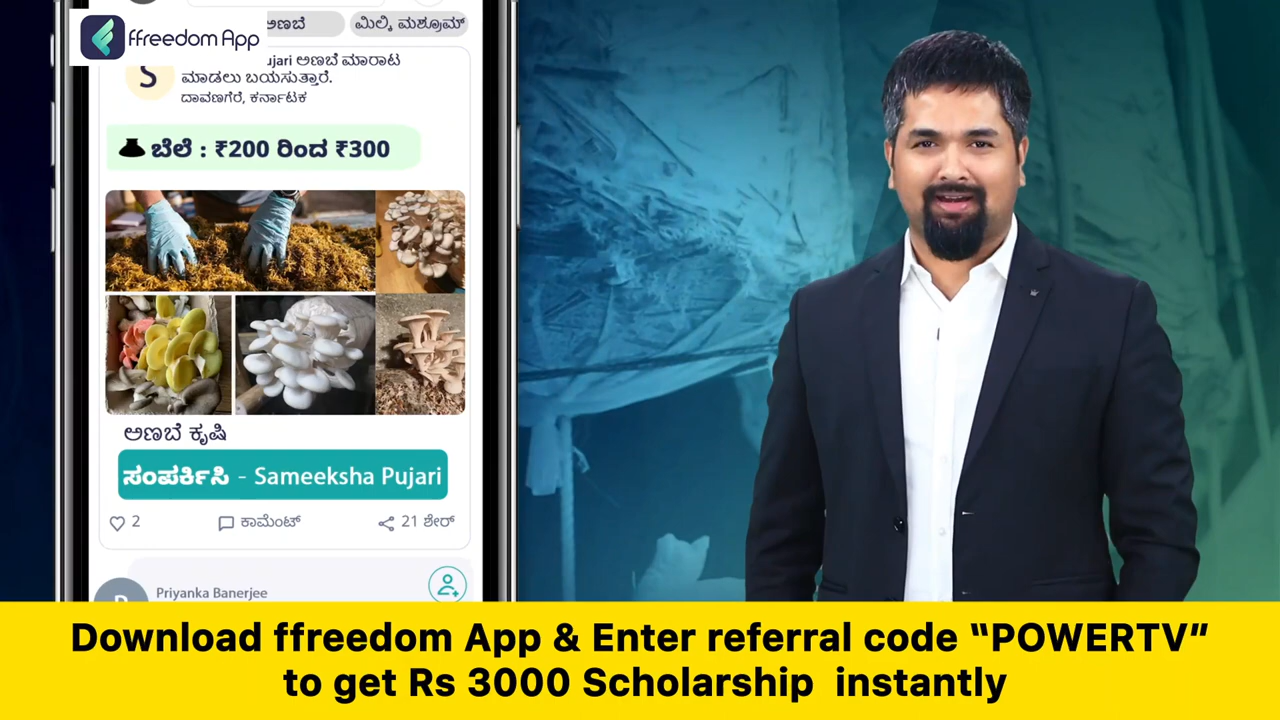 ffreedom App
ಅಣಬೆ
ಮಿಲ್ಕಿ ಮಶ್ರೂಮ್
S
ujari ಅಣಬೆ ಮಾರಾಟ
ಮಾಡಲು ಬಯಸುತ್ತಾರೆ.
ದಾವಣಗೆರೆ, ಕರ್ನಾಟಕ
ಬೆಲೆ : ₹200 ರಿಂದ ₹300
ಅಣಬೆ ಕೃಷಿ
ಸಂಪರ್ಕಿಸಿ - Sameeksha Pujari
2
ಕಾಮೆಂಟ್
21 ಶೇರ್
Priyanka Banerjee
Download ffreedom App & Enter referral code “POWERTV”
to get Rs 3000 Scholarship instantly